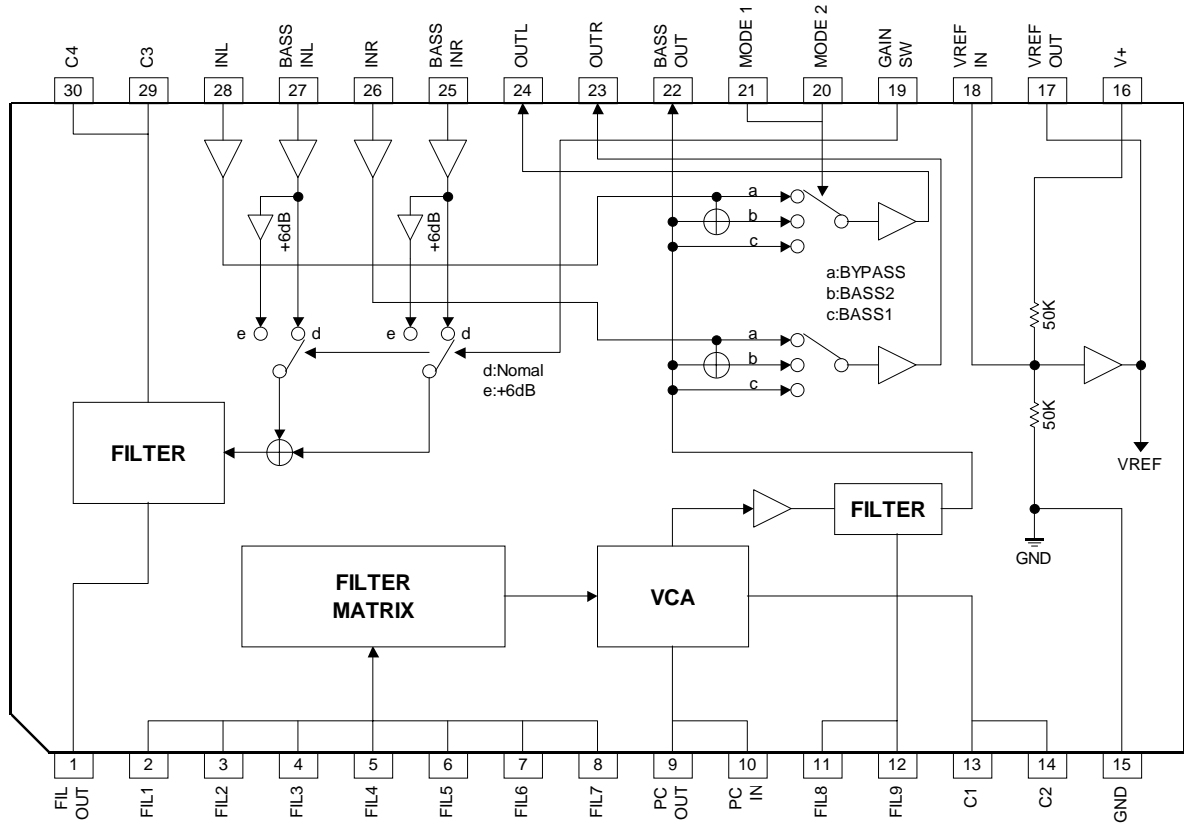 C4
C3
INL
BASS
INL
INR
BASS
INR
OUTL
OUTR
BASS
OUT
MODE 1
MODE 2
GAIN
SW
VREF
IN
VREF
OUT
V+
30
29
28
27
26
25
24
23
22
21
20
19
18
17
16
+6dB
+6dB
a
b
c
a:BYPASS
b:BASS2
c:BASS1
50K
e
d
e
d
d:Nomal
e:+6dB
a
b
c
50K
VREF
FILTER
FILTER
GND
FILTER
MATRIX
VCA
1
2
3
4
5
6
7
8
9
10
11
12
13
14
15
FIL
OUT
FIL1
FIL2
FIL3
FIL4
FIL5
FIL6
FIL7
PC
OUT
PC
IN
FIL8
FIL9
C1
C2
GND